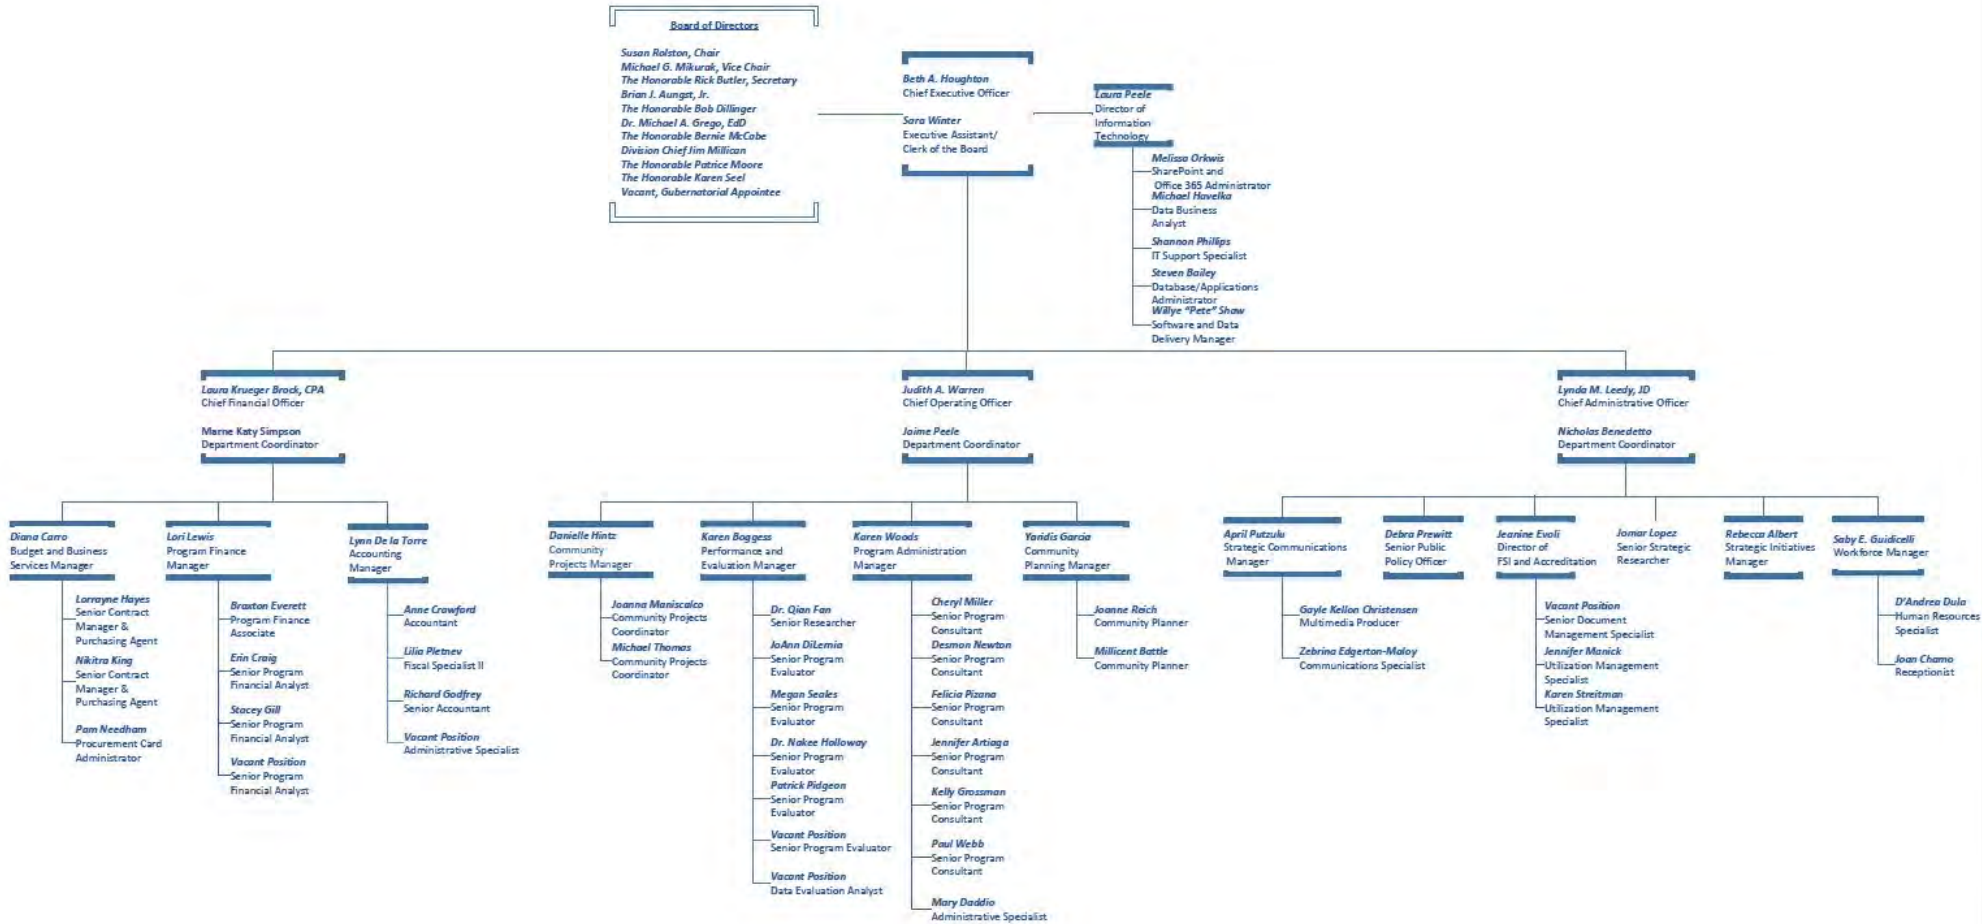 Board of Directors
Susan Rolston, Chair
Michael G. Mikurak, Vice Chair
The Honorable Rick Butler, Secretary
Brian J. Aungst, Jr.
The Honorable Bob Dillinger
Dr. Michael A. Grego, EdD
The Honorable Bernie McCabe
Division Chief Jim Millican
The Honorable Patrice Moore
The Honorable Karen Seel
Vacant, Gubernatorial Appointee
Beth A. Houghton
Chief Executive Officer
Sara Winter
Executive Assistant/
Clerk of the Board
Laura Peele
Director of
Information
Technology
Melissa Orkwis
SharePoint and
Office 365 Administrator
Michael Havelka
Data Business
Analyst
Shannon Phillips
IT Support Specialist
Steven Bailey
Database/Applications
Administrator
Willye "Pete" Shaw
Software and Data
Delivery Manager
Laura Krueger Brock, CPA
Chief Financial Officer
Marne Katy Simpson
Department Coordinator
Judith A. Warren
Chief Operating Officer
Jaime Peele
Department Coordinator
Lynda M. Leedy, JD
Chief Administrative Officer
Nicholas Benedetto
Department Coordinator
Diana Carro
Budget and Business
Services Manager
Lorrayne Hayes
Senior Contract
Manager &
Purchasing Agent
Nikitra King
Senior Contract
Manager &
Purchasing Agent
Pam Needham
Procurement Card
Administrator
Lori Lewis
Program Finance
Manager
Braxton Everett
Program Finance
Associate
Erin Craig
Senior Program
Financial Analyst
Stacey Gill
Senior Program
Financial Analyst
Vacant Position
Senior Program
Financial Analyst
Lynn De la Torre
Accounting
Manager
Anne Crawford
Accountant
Lilia Pletnev
Fiscal Specialist II
Richard Godfrey
Senior Accountant
Vacant Position
Administrative Specialist
Danielle Hintz
Community
Projects Manager
Joanna Maniscalco
Community Projects
Coordinator
Michael Thomas
Community Projects
Coordinator
Karen Boggess
Performance and
Evaluation Manager
Dr. Qian Fan
Senior Researcher
JoAnn DiLemia
Senior Program
Evaluator
Megan Seales
Senior Program
Evaluator
Dr. Nakee Holloway
Senior Program
Evaluator
Patrick Pidgeon
Senior Program
Evaluator
Vacant Position
Senior Program Evaluator
Vacant Position
Data Evaluation Analyst
Karen Woods
Program Administration
Manager
Cheryl Miller
Senior Program
Consultant
Desmon Newton
Senior Program
Consultant
Felicia Pizana
Senior Program
Consultant
Jennifer Artiaga
Senior Program
Consultant
Kelly Grossman
Senior Program
Consultant
Paul Webb
Senior Program
Consultant
Mary Daddio
Administrative Specialist
Yaridis Garcia
Community
Planning Manager
Joanne Reich
Community Planner
Millicent Battle
Community Planner
April Putzulu
Strategic Communications
Manager
Gayle Kellon Christensen
Multimedia Producer
Zebrina Edgerton-Maloy
Communications Specialist
Debra Prewitt
Senior Public
Policy Officer
Jeanine Evoli
Director of
FSI and Accreditation
Vacant Position
Senior Document
Management Specialist
Jennifer Manick
Utilization Management
Specialist
Karen Streitman
Utilization Management
Specialist
Jomar Lopez
Senior Strategic
Researcher
Rebecca Albert
Strategic Initiatives
Manager
Saby E. Guidicelli
Workforce Manager
D'Andrea Dula
Human Resources
Specialist
Joan Chamo
Receptionist